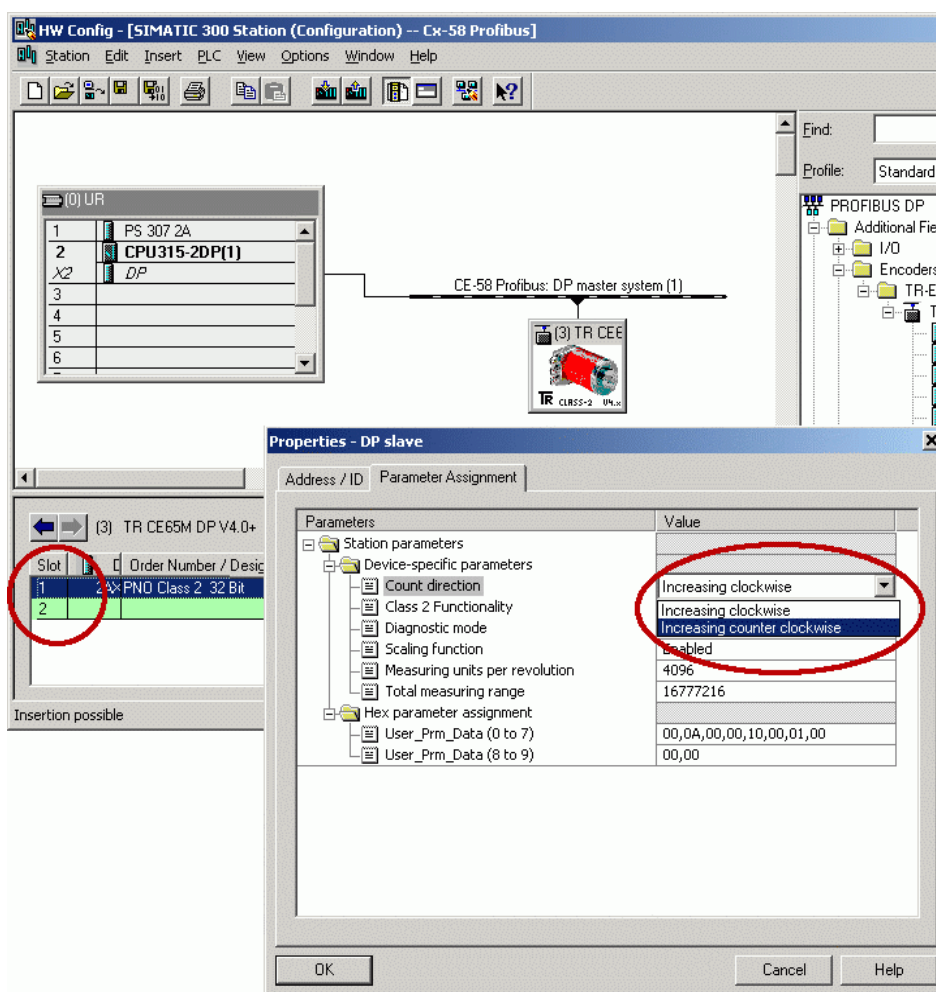 HW Config - [SIMATIC 300 Station (Configuration) -- Cx-58 Profibus]
Station Edit Insert PLC View Options Window Help
Find:
Profile: Standard
(0) UR
1 PS 307 2A
2 CPU315-2DP(1)
X2 DP
3
4
5
6
CE-58 Profibus: DP master system (1)
(3) TR CEE
TR CLASS-2 V4.x
PROFIBUS DP
Additional Fie
I/O
Encoders
TR-E
T
(3) TR CE65M DP V4.0+
Slot D Order Number / Desig
1 2AX PNO Class 2 32 Bit
2
Insertion possible
Properties - DP slave
Address / ID Parameter Assignment
Parameters Value
Station parameters
Device-specific parameters
Count direction Increasing clockwise
Increasing clockwise
Class 2 Functionality
Increasing counter clockwise
Diagnostic mode
Scaling function Enabled
Measuring units per revolution 4096
Total measuring range 16777216
Hex parameter assignment
User_Prm_Data (0 to 7) 00,0A,00,00,10,00,01,00
User_Prm_Data (8 to 9) 00,00
OK Cancel Help